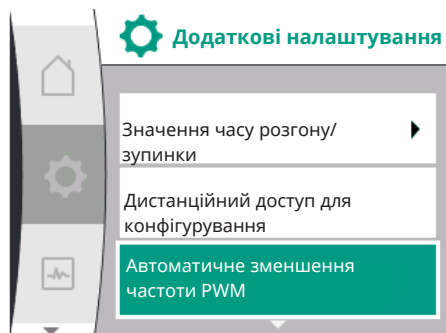 Додаткові налаштування
Значення часу розгону/
зупинки
Дистанційний доступ для
конфігурування
Автоматичне зменшення
частоти PWM